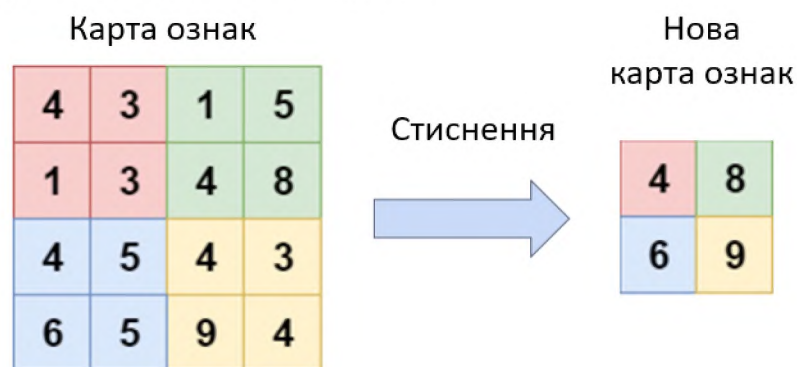 Карта ознак
4 3 1 5
1 3 4 8
4 5 4 3
6 5 9 4
Стиснення
Нова
карта ознак
4 8
6 9